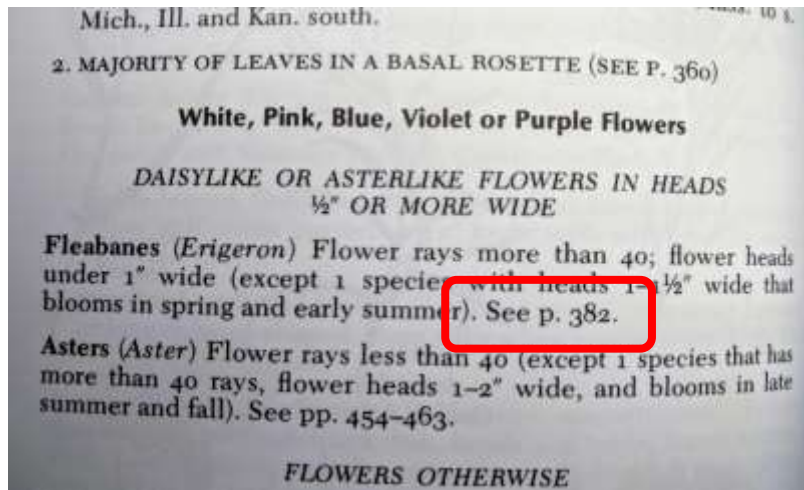 Mich., Ill. and Kan. south.
to s.
2. MAJORITY OF LEAVES IN A BASAL ROSETTE (SEE P. 360)
White, Pink, Blue, Violet or Purple Flowers
DAISYLIKE OR ASTERLIKE FLOWERS IN HEADS
½" OR MORE WIDE
Fleabanes (Erigeron) Flower rays more than 40; flower heads
under 1" wide (except 1 species with heads 1–1½" wide that
blooms in spring and early summer). See p. 382.
Asters (Aster) Flower rays less than 40 (except 1 species that has
more than 40 rays, flower heads 1–2" wide, and blooms in late
summer and fall). See pp. 454–463.
FLOWERS OTHERWISE